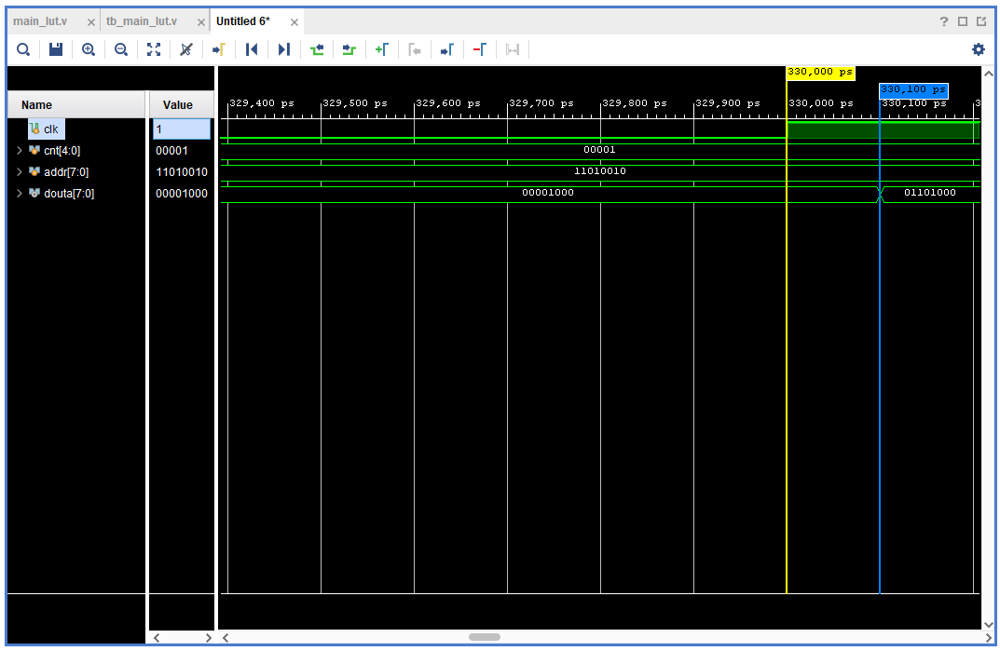 main_lut.v tb_main_lut.v Untitled 6*
330,000 ps
330,100 ps
329,400 ps 329,500 ps 329,600 ps 329,700 ps 329,800 ps 329,900 ps 330,000 ps 330,100 ps 3
Name Value
clk 1
cnt[4:0] 00001 00001
addr[7:0] 11010010 11010010
douta[7:0] 00001000 00001000 01101000